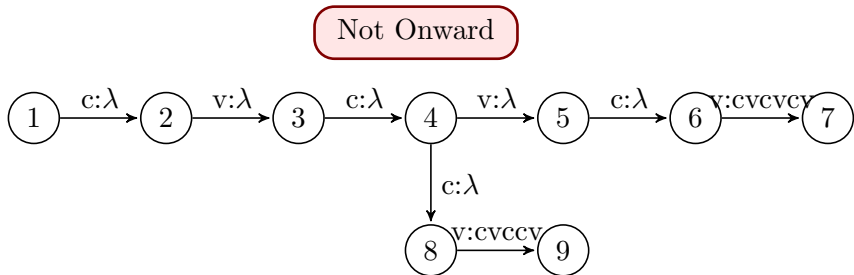 Not Onward
1 c:λ 2 v:λ 3 c:λ 4 v:λ 5 c:λ 6 v:cvcvcv 7
c:λ
8 v:cvccv 9